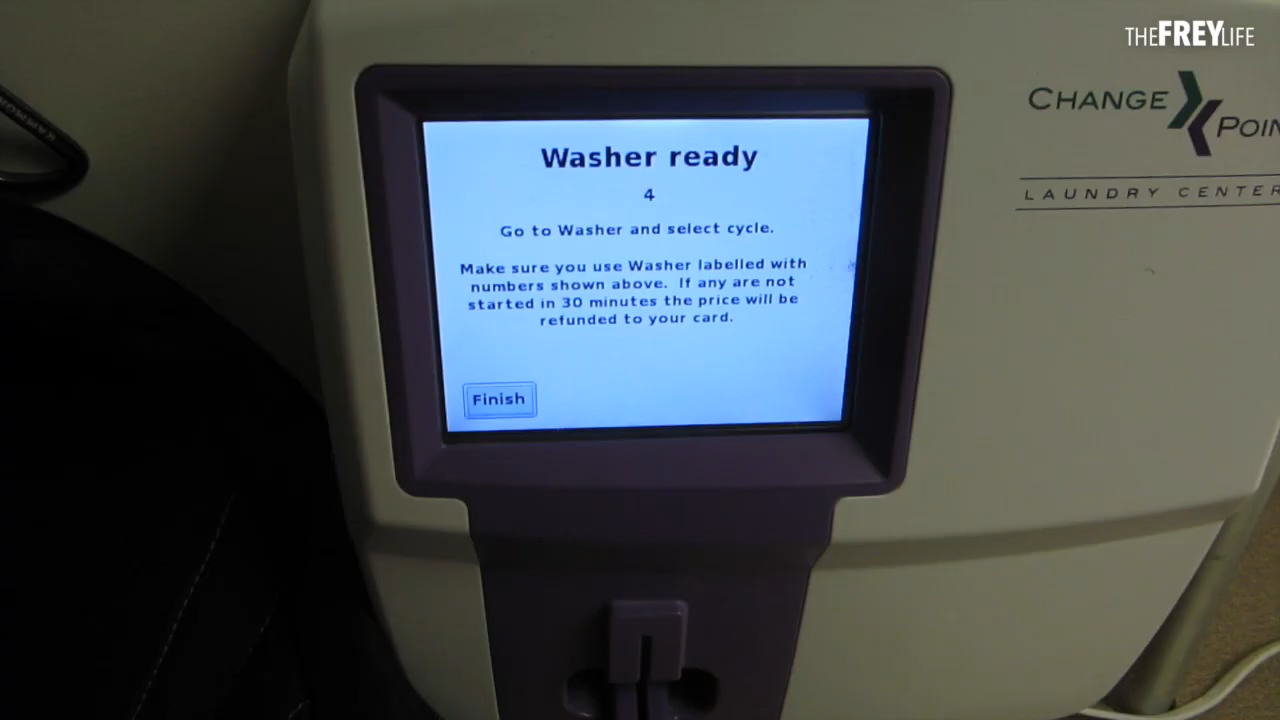 THEFREYLIFE
CHANGE
POIN
LAUNDRY CENTER
Washer ready
4
Go to Washer and select cycle.
Make sure you use Washer labelled with
numbers shown above. If any are not
started in 30 minutes the price will be
refunded to your card.
Finish